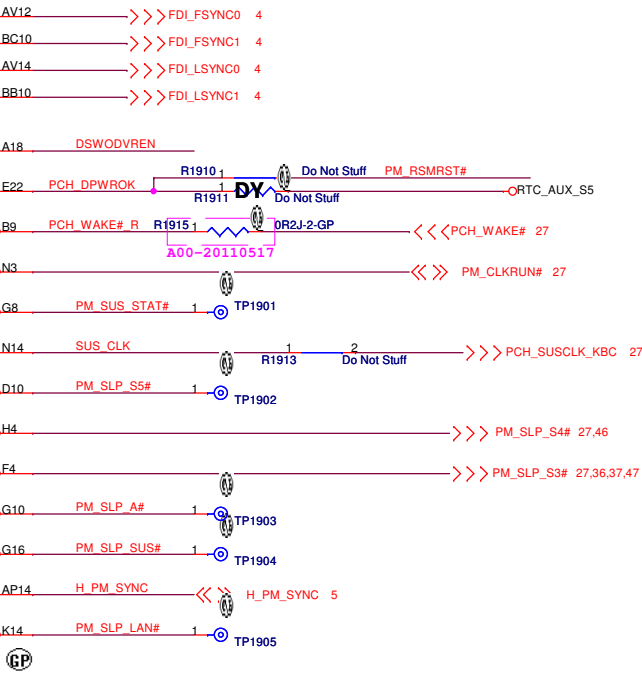 AV12 FDI_FSYNC0 4
BC10 FDI_FSYNC1 4
AV14 FDI_LSYNC0 4
BB10 FDI_LSYNC1 4
A18 DSWODVREN
R1910 1 Do Not Stuff PM_RSMRST#
E22 PCH_DPWROK R1911 1 DY Do Not Stuff RTC_AUX_S5
B9 PCH_WAKE#_R R1915 1 0R2J-2-GP PCH_WAKE# 27
A00-20110517
N3 PM_CLKRUN# 27
G8 PM_SUS_STAT# 1 TP1901
N14 SUS_CLK 1 2 PCH_SUSCLK_KBC 27
R1913 Do Not Stuff
D10 PM_SLP_S5# 1 TP1902
H4 PM_SLP_S4# 27,46
F4 PM_SLP_S3# 27,36,37,47
G10 PM_SLP_A# 1 TP1903
G16 PM_SLP_SUS# 1 TP1904
AP14 H_PM_SYNC H_PM_SYNC 5
K14 PM_SLP_LAN# 1 TP1905
GP